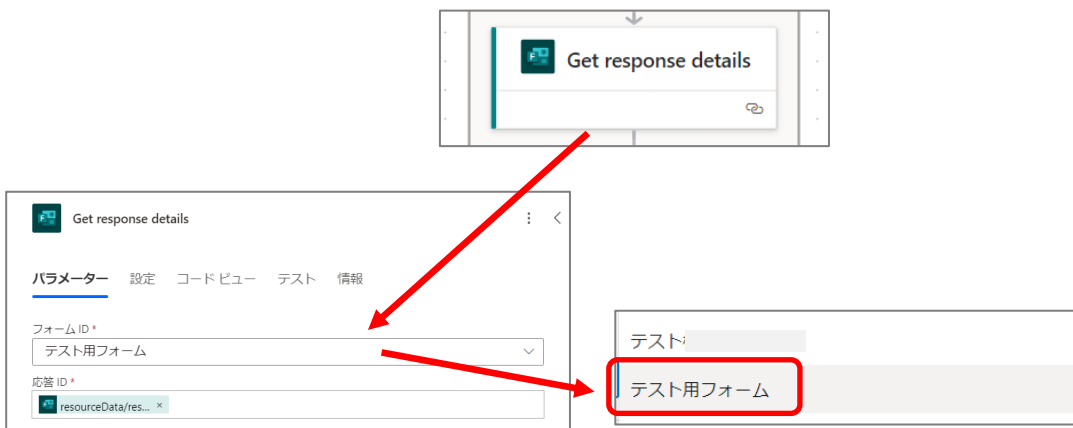 Get response details
Get response details
パラメーター 設定 コード ビュー テスト 情報
フォーム ID *
テスト用フォーム
応答 ID *
resourceData/res... ×
テスト
テスト用フォーム